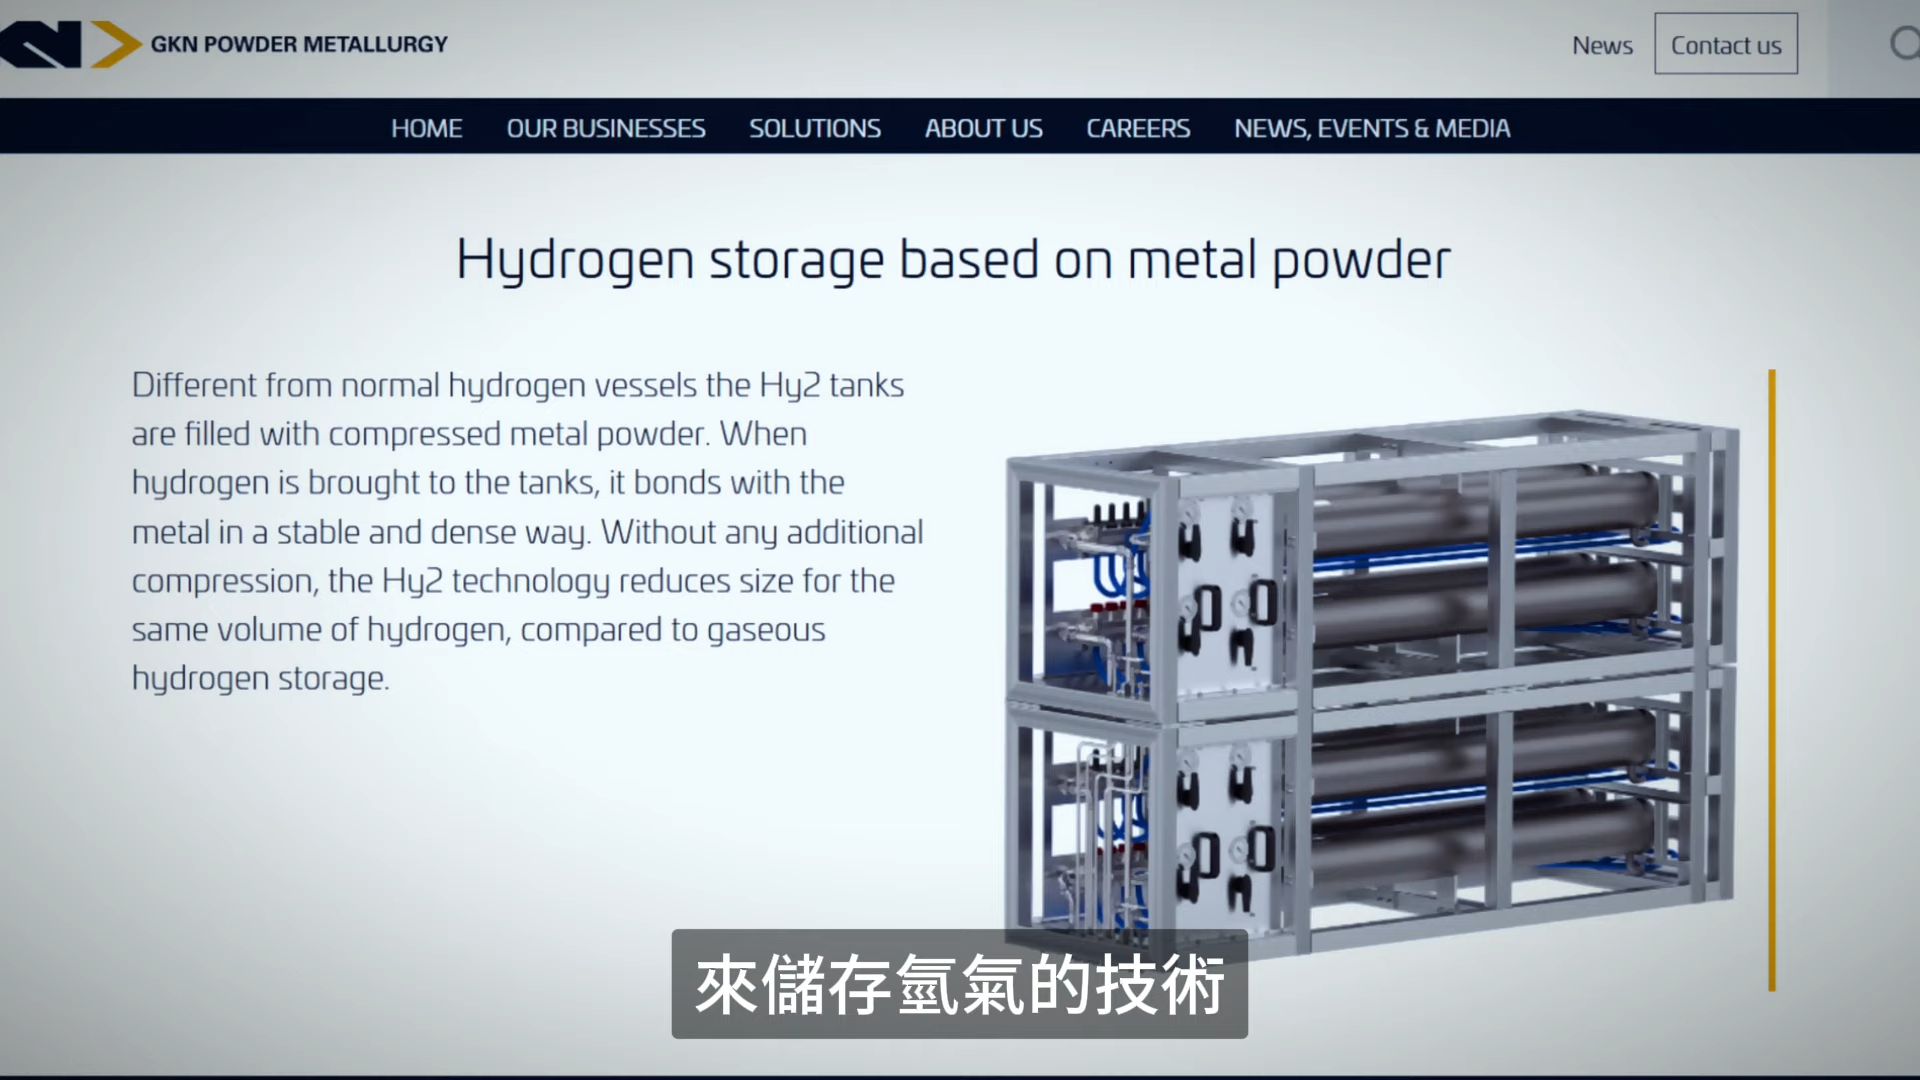 GKN POWDER METALLURGY
News
Contact us
HOME
OUR BUSINESSES
SOLUTIONS
ABOUT US
CAREERS
NEWS, EVENTS & MEDIA
Hydrogen storage based on metal powder
Different from normal hydrogen vessels the Hy2 tanks
are filled with compressed metal powder. When
hydrogen is brought to the tanks, it bonds with the
metal in a stable and dense way. Without any additional
compression, the Hy2 technology reduces size for the
same volume of hydrogen, compared to gaseous
hydrogen storage.
來儲存氫氣的技術